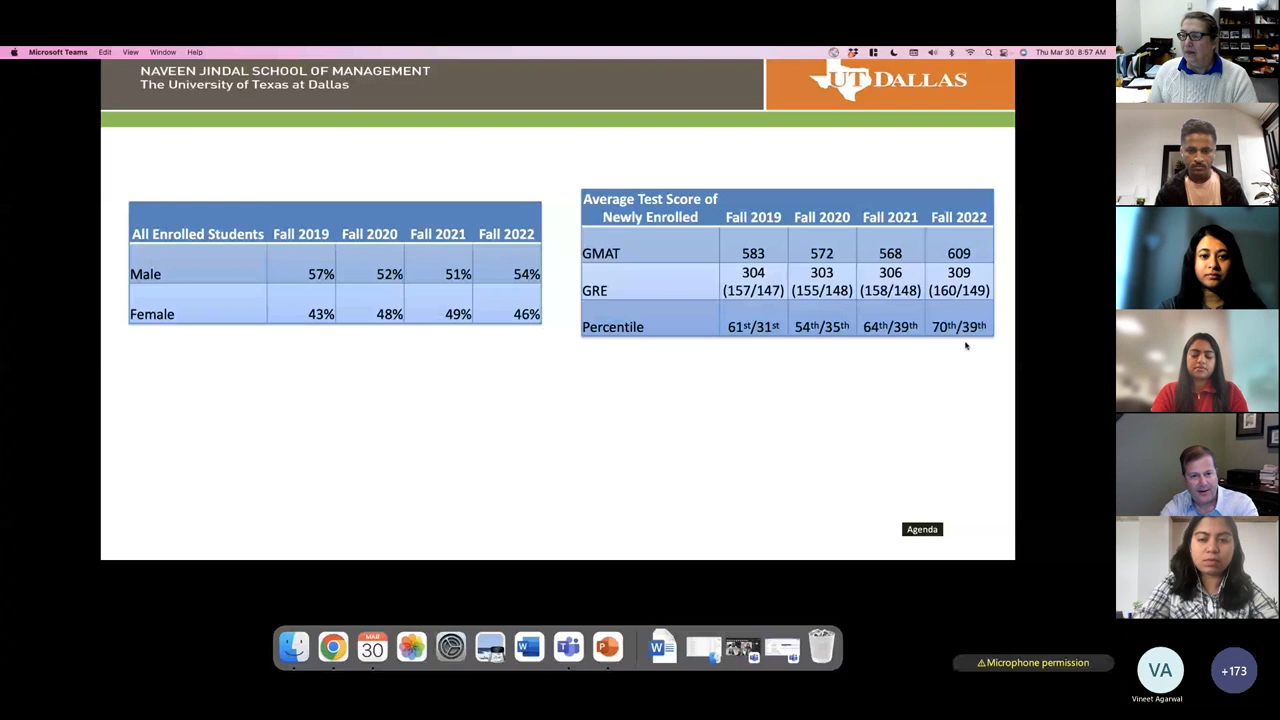 Microsoft Teams Edit View Window Help
Thu Mar 30 8:57 AM
NAVEEN JINDAL SCHOOL OF MANAGEMENT
The University of Texas at Dallas
UT DALLAS
All Enrolled Students Fall 2019 Fall 2020 Fall 2021 Fall 2022
Male 57% 52% 51% 54%
Female 43% 48% 49% 46%
Average Test Score of
Newly Enrolled Fall 2019 Fall 2020 Fall 2021 Fall 2022
GMAT 583 572 568 609
304 303 306 309
GRE (157/147) (155/148) (158/148) (160/149)
Percentile 61st/31st 54th/35th 64th/39th 70th/39th
Agenda
MAR
30
⚠Microphone permission
VA
Vineet Agarwal
+173